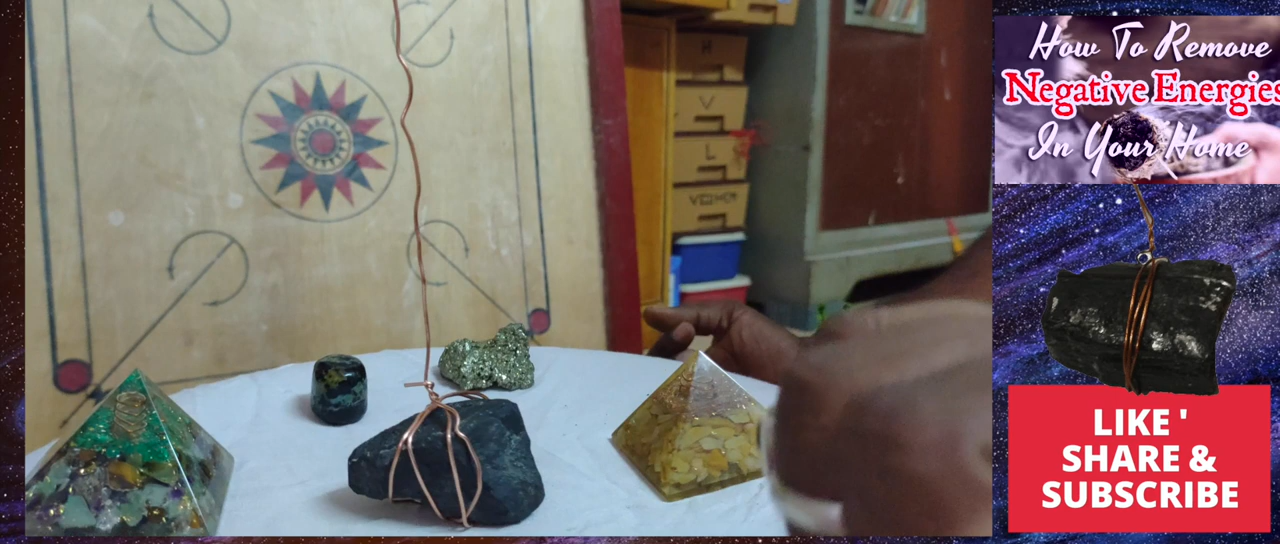 How To Remove
Negative Energies
In Your Home
H
V
L
LIKE '
SHARE &
SUBSCRIBE